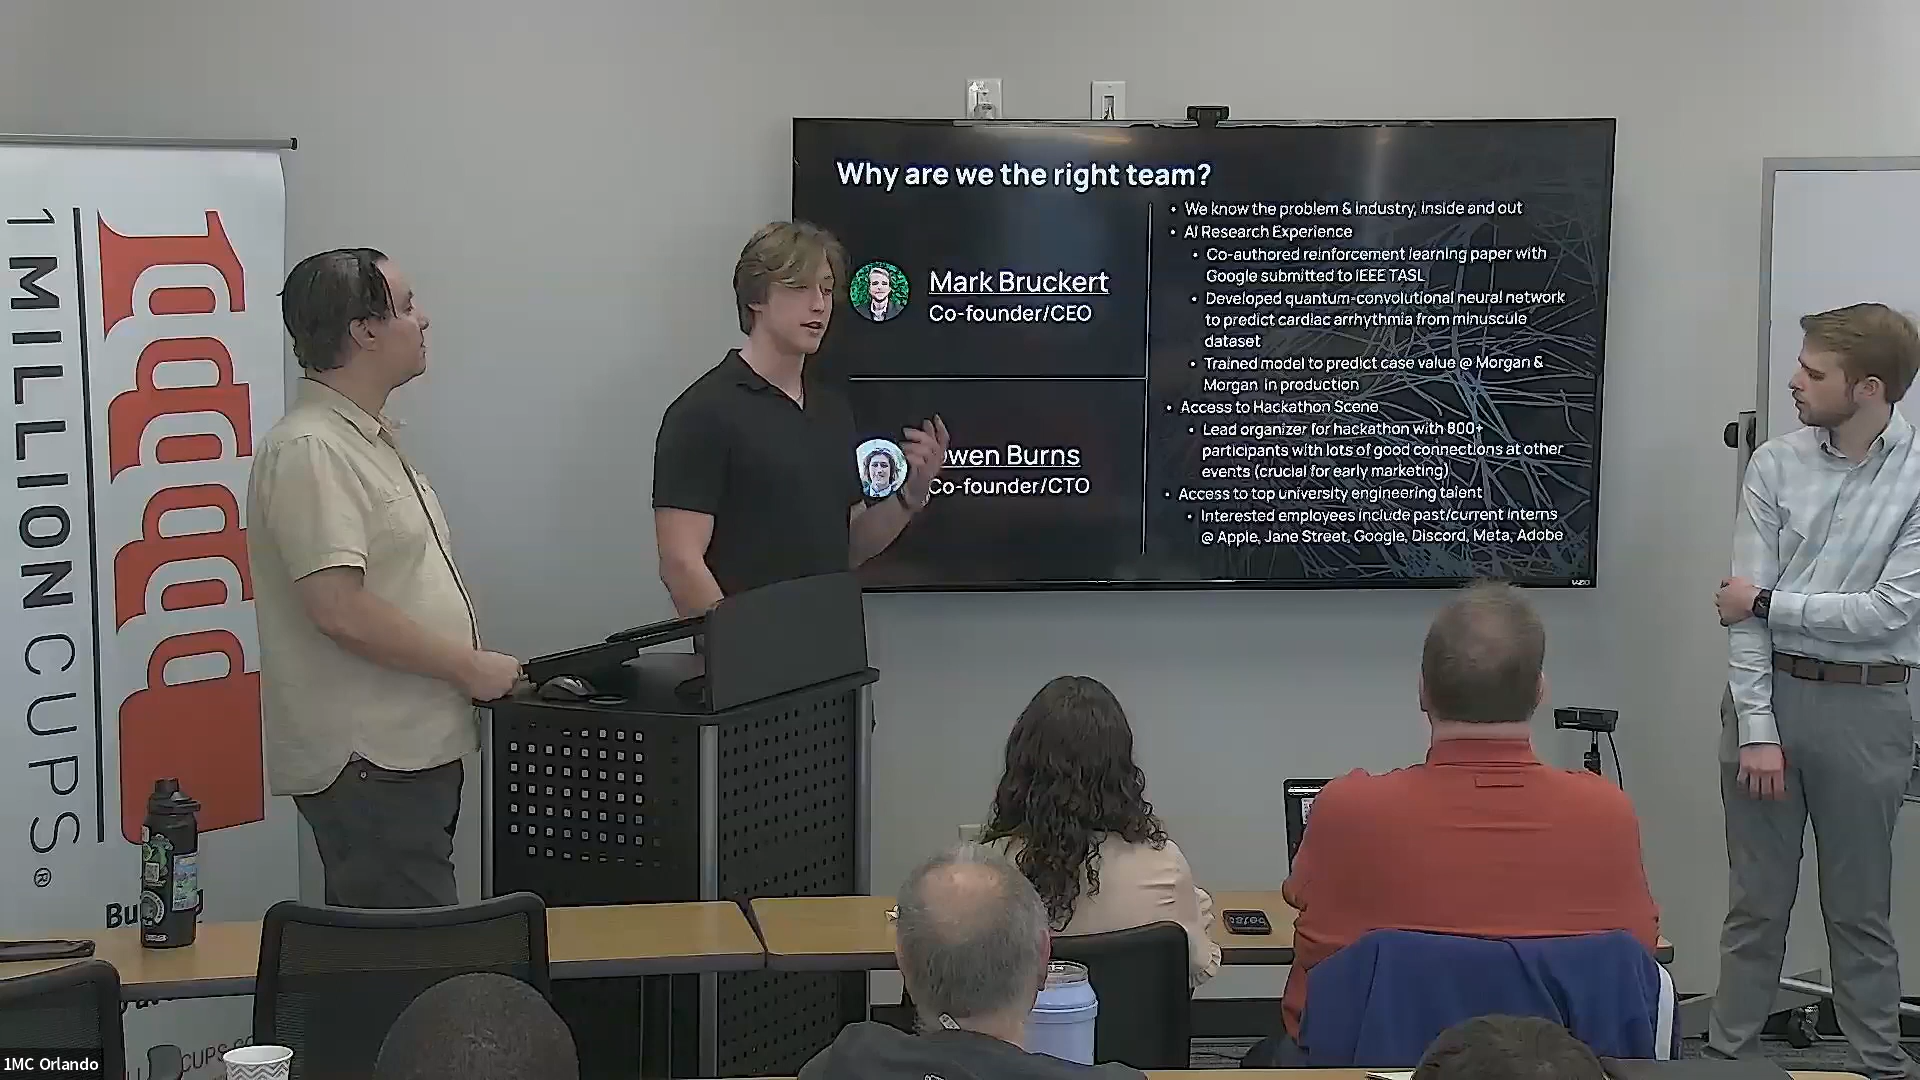 1MILLIONCUPS®
Why are we the right team?
Mark Bruckert
Co-founder/CEO
Owen Burns
Co-founder/CTO
• We know the problem & industry, inside and out
• AI Research Experience
• Co-authored reinforcement learning paper with
Google submitted to IEEE TASL
• Developed quantum-convolutional neural network
to predict cardiac arrhythmia from minuscule
dataset
• Trained model to predict case value @ Morgan &
Morgan in production
• Access to Hackathon Scene
• Lead organizer for hackathon with 800+
participants with lots of good connections at other
events (crucial for early marketing)
• Access to top university engineering talent
• Interested employees include past/current interns
@ Apple, Jane Street, Google, Discord, Meta, Adobe
VIZIO
Bu
CUPS.CO
1MC Orlando